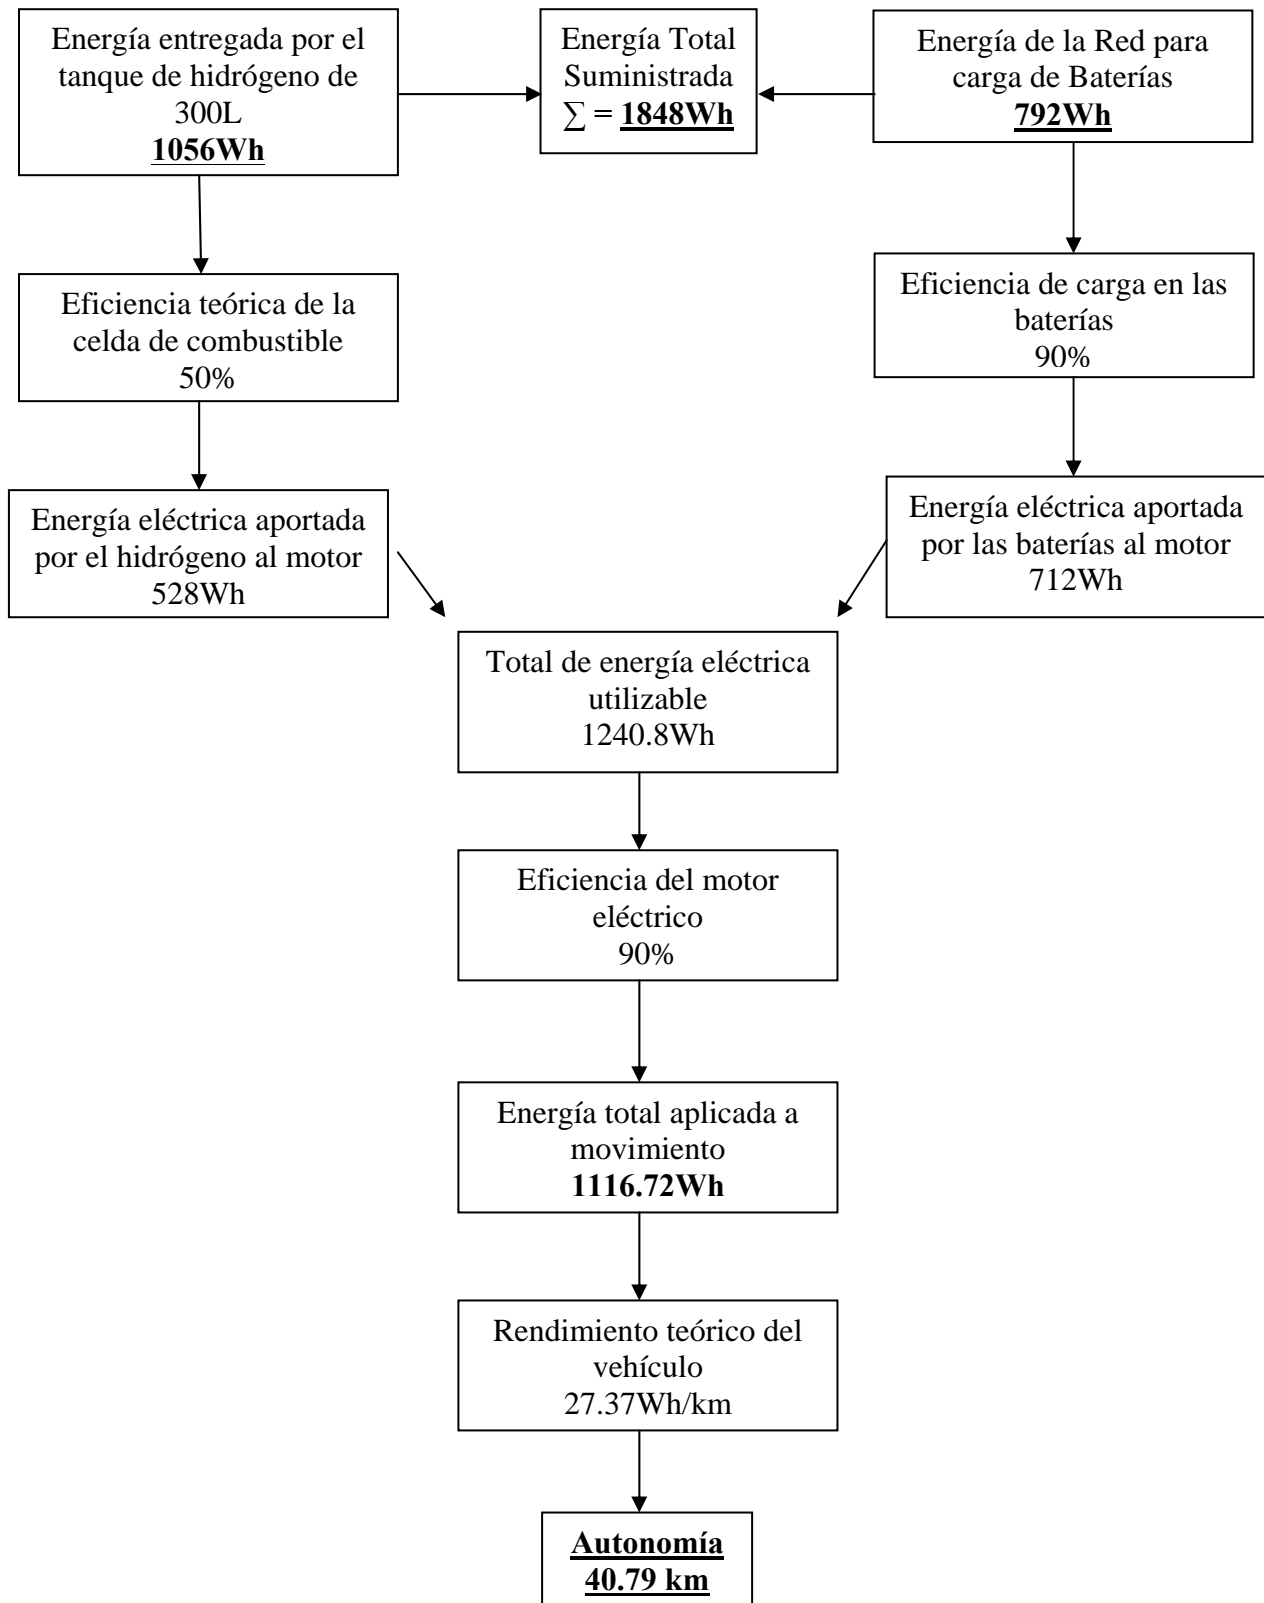 Energía entregada por el
tanque de hidrógeno de
300L
1056Wh
Energía Total
Suministrada
∑ = 1848Wh
Energía de la Red para
carga de Baterías
792Wh
Eficiencia teórica de la
celda de combustible
50%
Eficiencia de carga en las
baterías
90%
Energía eléctrica aportada
por el hidrógeno al motor
528Wh
Energía eléctrica aportada
por las baterías al motor
712Wh
Total de energía eléctrica
utilizable
1240.8Wh
Eficiencia del motor
eléctrico
90%
Energía total aplicada a
movimiento
1116.72Wh
Rendimiento teórico del
vehículo
27.37Wh/km
Autonomía
40.79 km